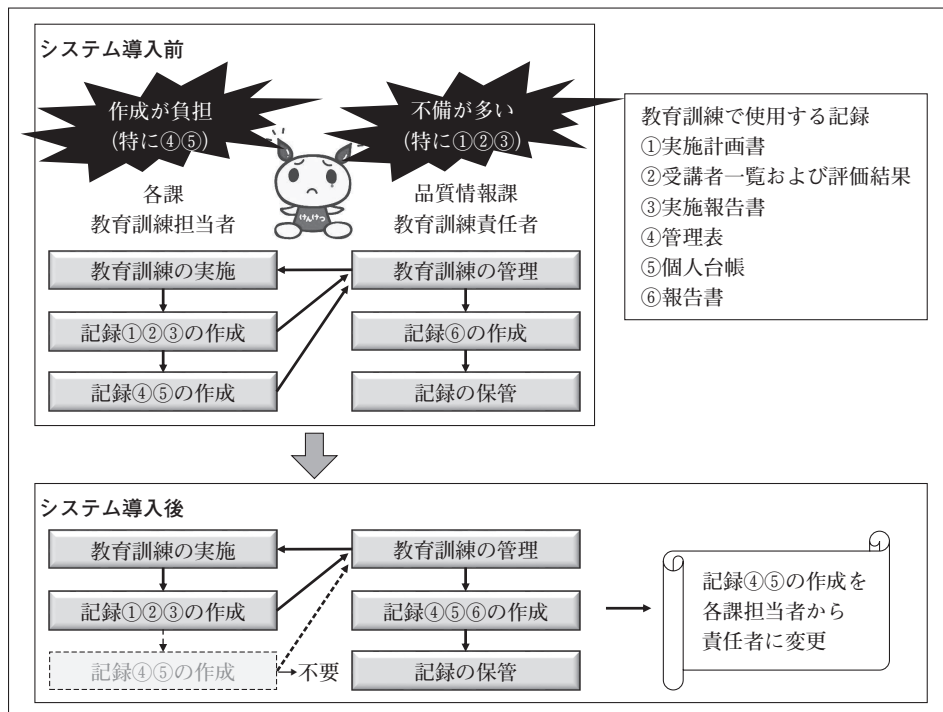 システム導入前
作成が負担
(特に④⑤)
不備が多い
(特に①②③)
けんけつ
各課
教育訓練担当者
品質情報課
教育訓練責任者
教育訓練の実施
教育訓練の管理
記録①②③の作成
記録⑥の作成
記録④⑤の作成
記録の保管
教育訓練で使用する記録
①実施計画書
②受講者一覧および評価結果
③実施報告書
④管理表
⑤個人台帳
⑥報告書
システム導入後
教育訓練の実施
教育訓練の管理
記録①②③の作成
記録④⑤⑥の作成
記録④⑤の作成
不要
記録の保管
記録④⑤の作成を
各課担当者から
責任者に変更